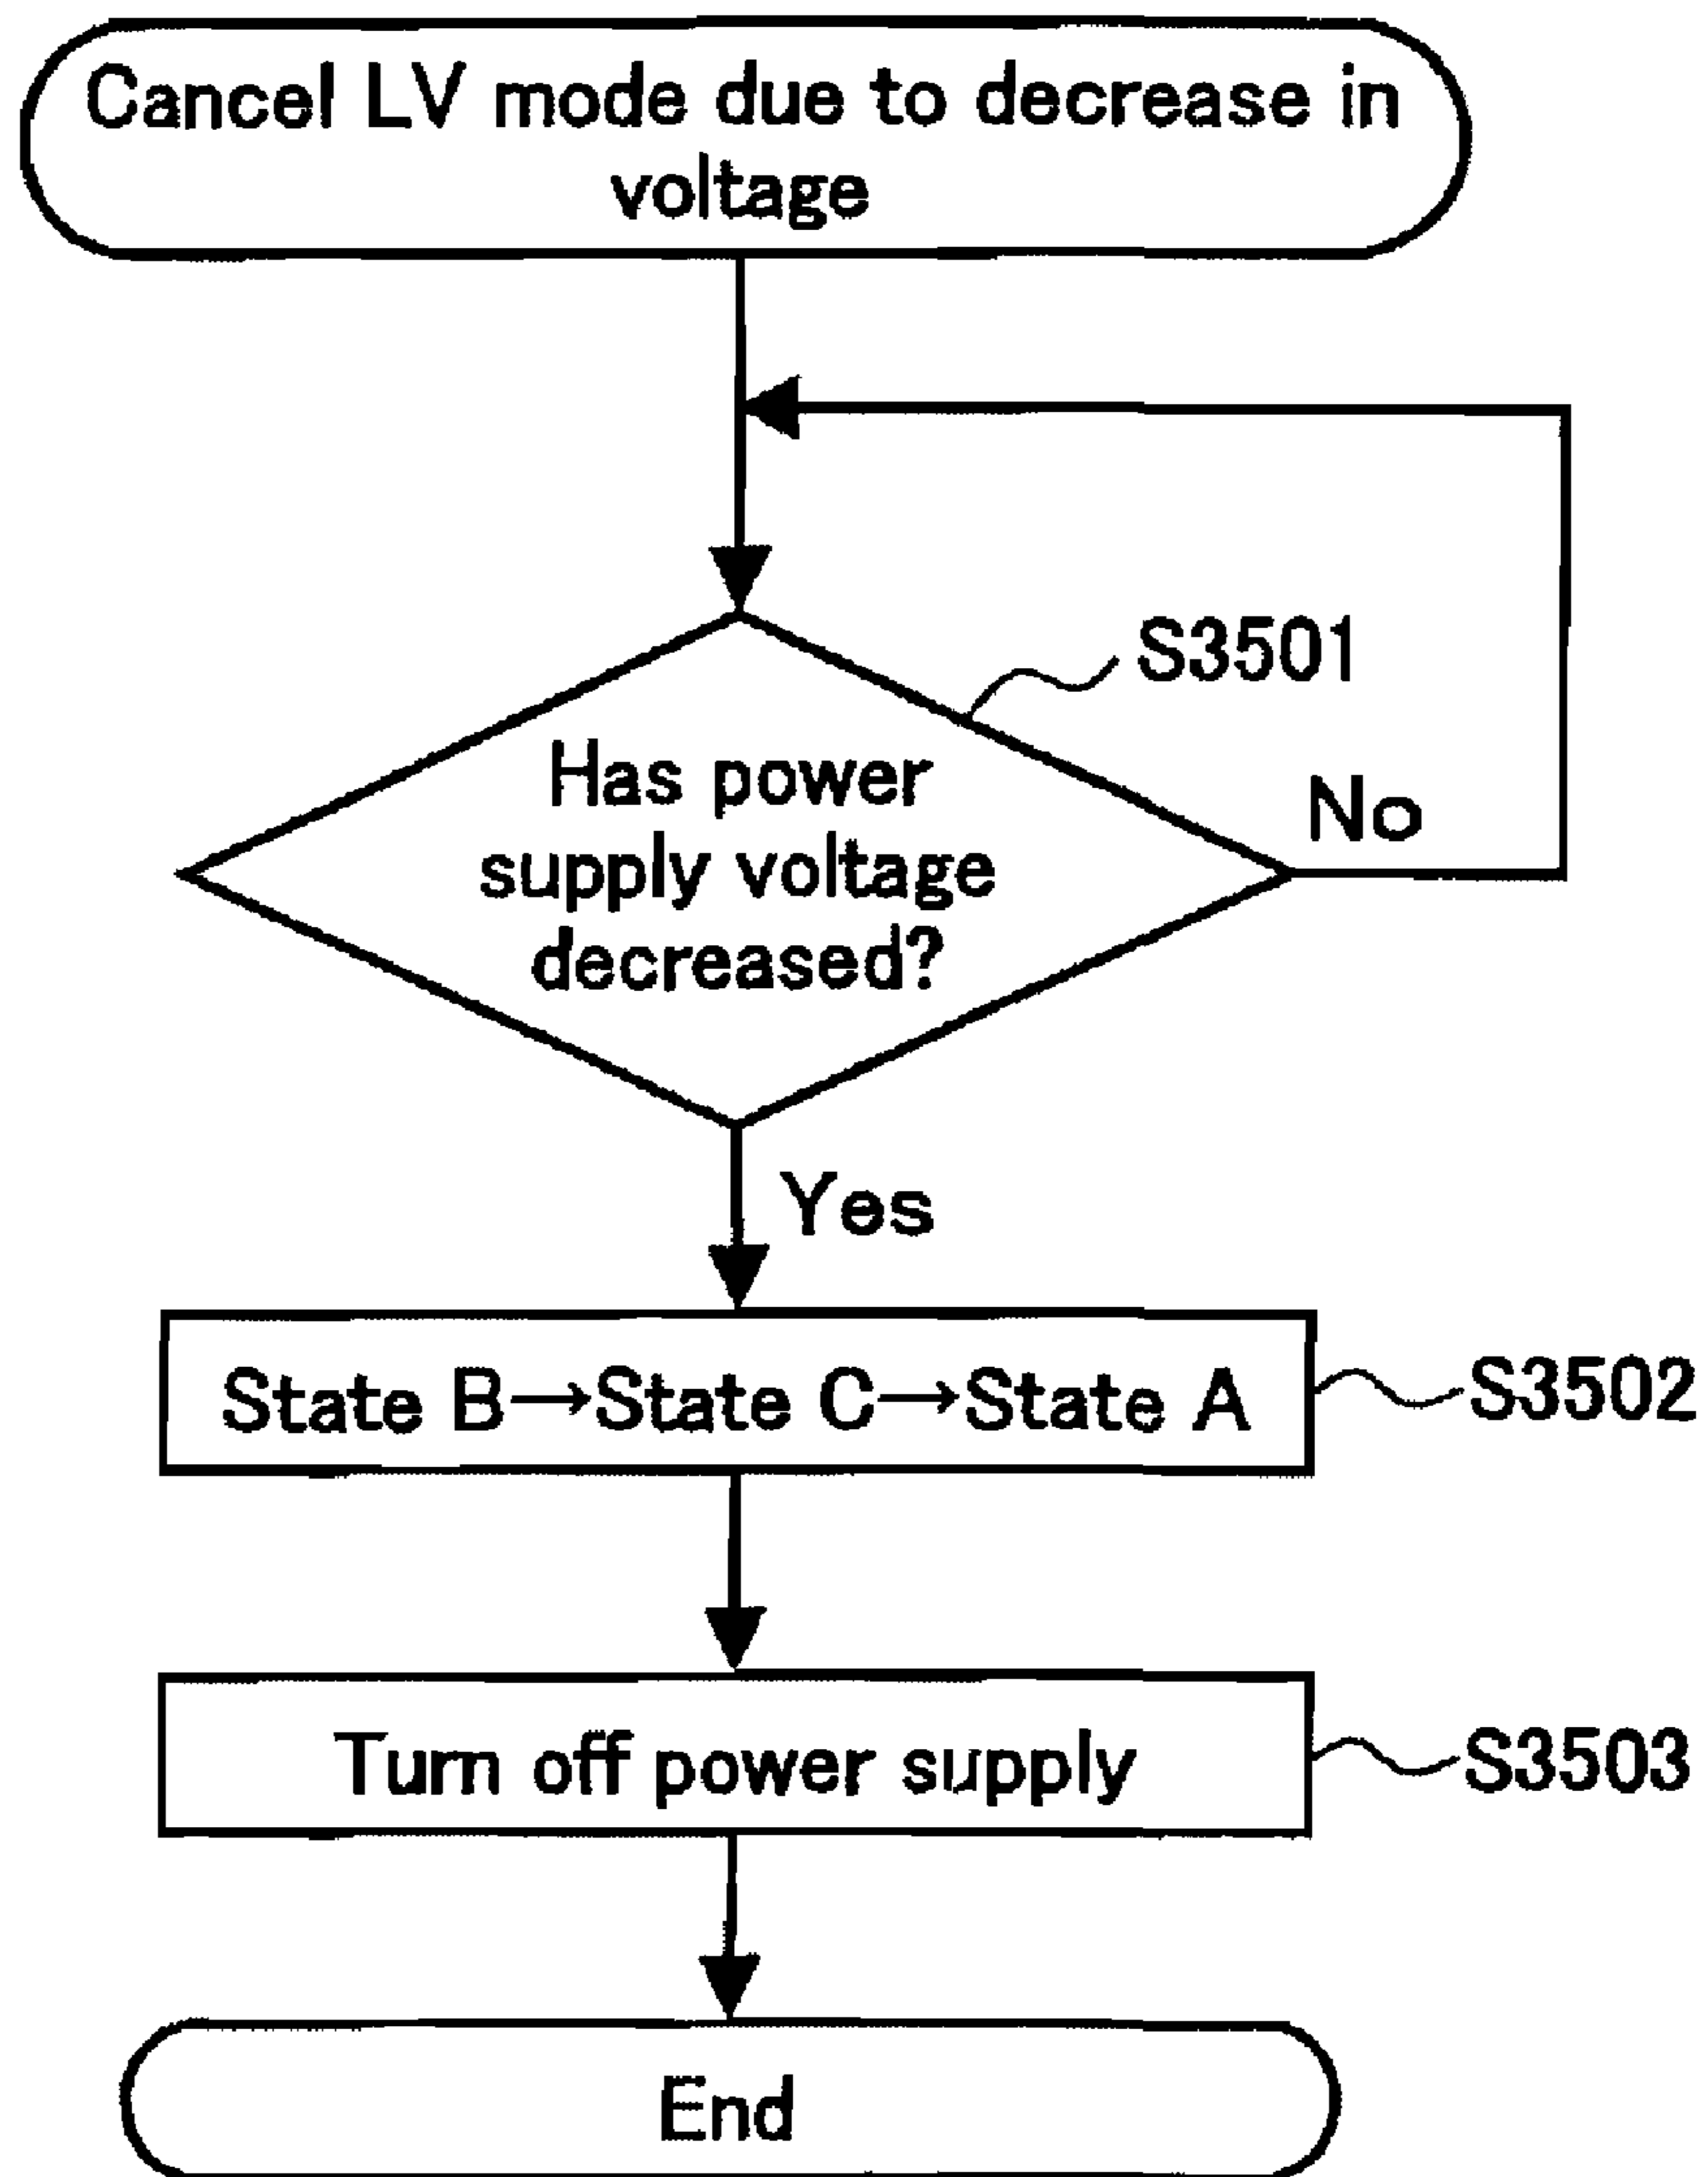 Cancel LV mode due to decrease in
voltage
S3501
Has power
supply voltage
decreased?
No
Yes
State B→State C→State A
S3502
Turn off power supply
S3503
End